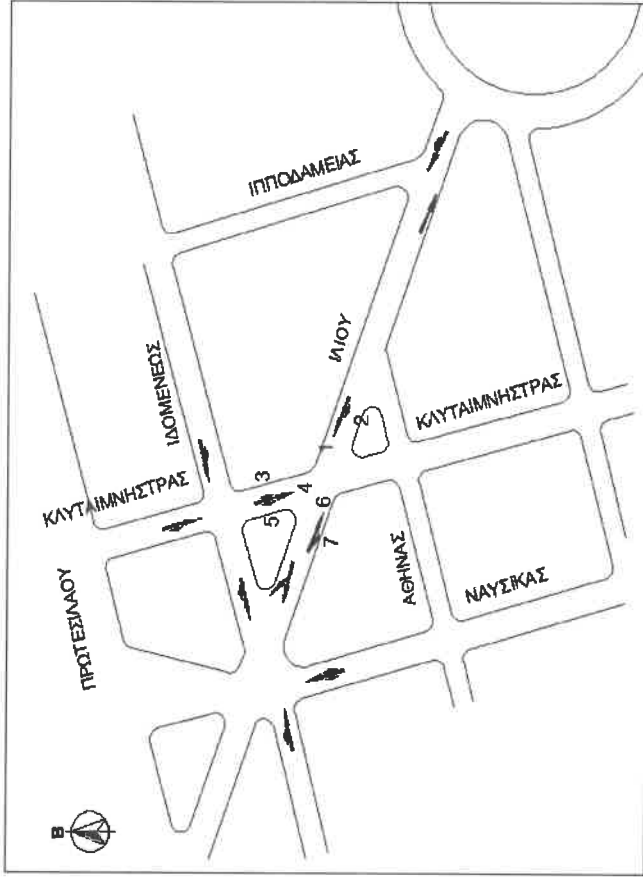 ΠΡΩΤΕΣΙΛΑΟΥ
ΚΛΥΤΑΙΜΝΗΣΤΡΑΣ
ΙΔΟΜΕΝΕΩΣ
ΙΠΠΟΔΑΜΕΙΑΣ
ΙΛΙΟΥ
3
4
5
6
7
2
ΚΛΥΤΑΙΜΝΗΣΤΡΑΣ
ΑΘΗΝΑΣ
ΝΑΥΣΙΚΑΣ
Β